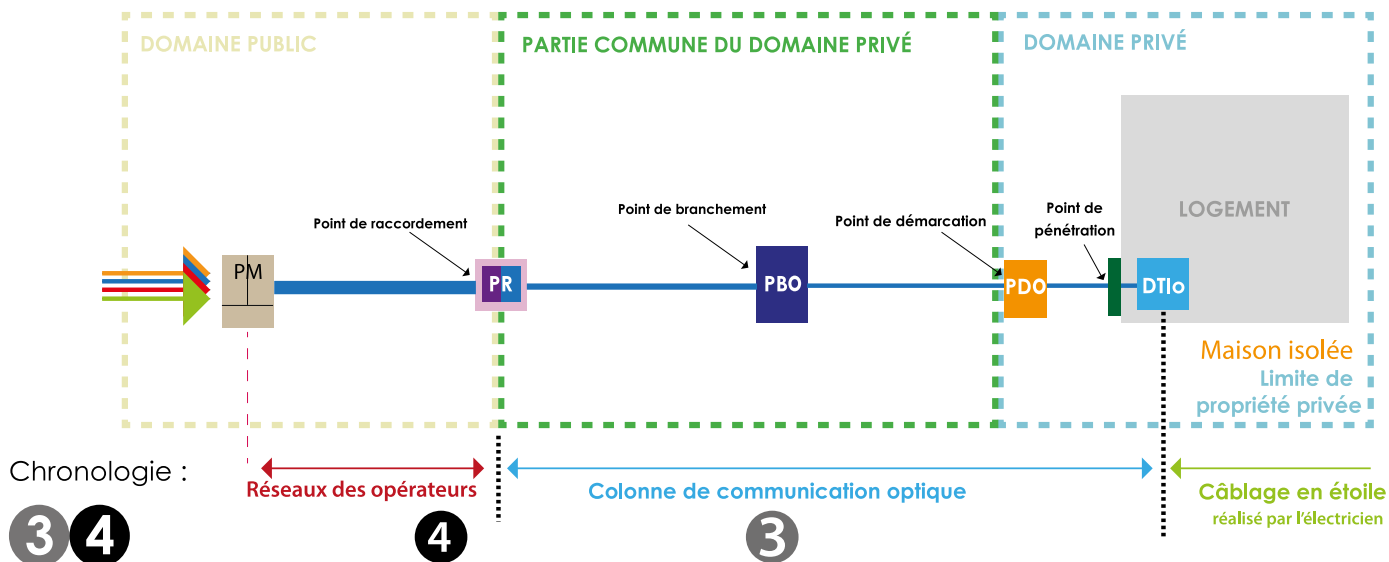 DOMAINE PUBLIC
PARTIE COMMUNE DU DOMAINE PRIVÉ
DOMAINE PRIVÉ
Point de raccordement
Point de branchement
Point de démarcation
Point de
pénétration
LOGEMENT
PM
PR
PBO
PDO
DTIo
Maison isolée
Limite de
propriété privée
Chronologie :
Réseaux des opérateurs
Colonne de communication optique
Câblage en étoile
réalisé par l'électricien
3 4
4
3